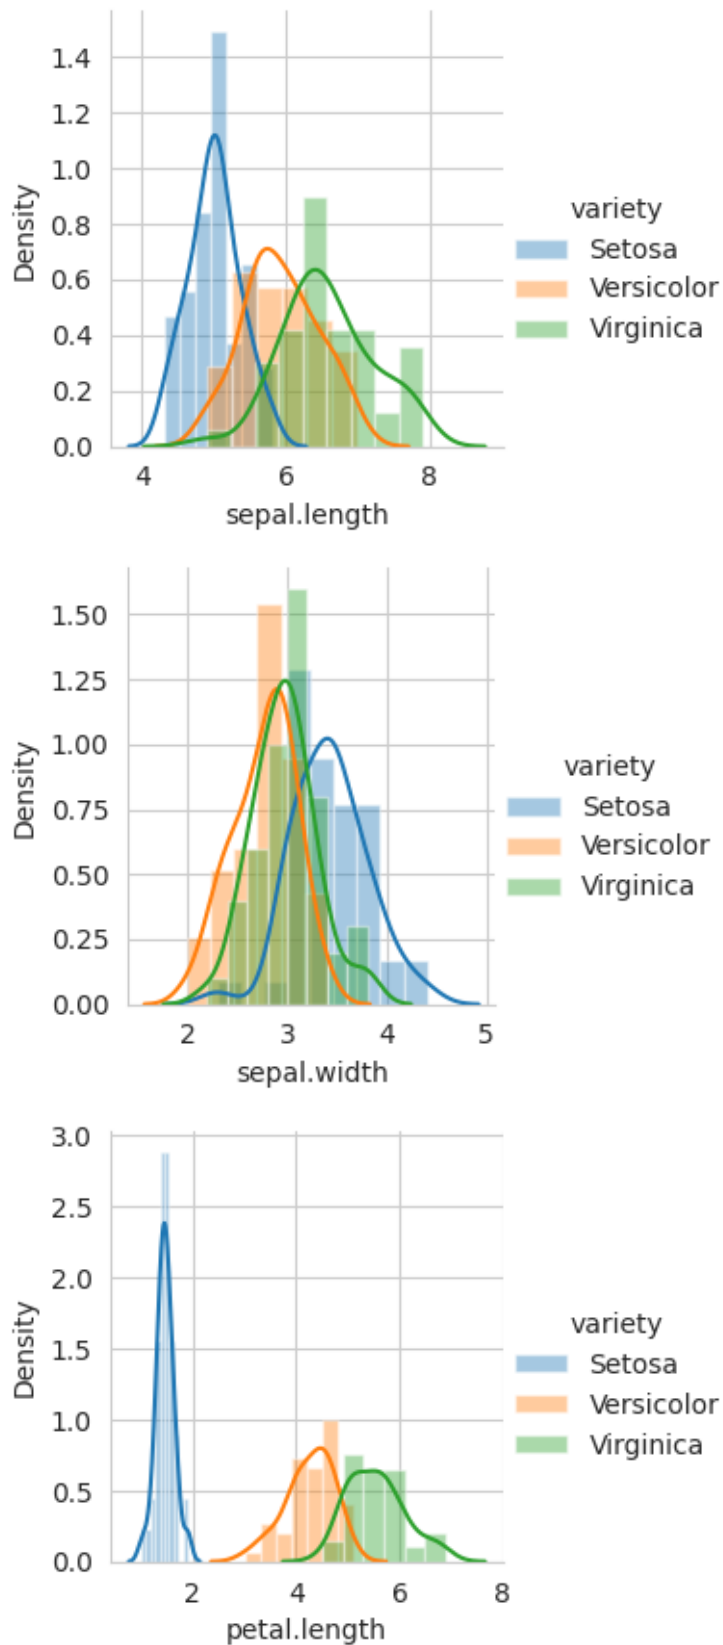 1.4
1.2
1.0
0.8
0.6
0.4
0.2
0.0
Density
4 6 8
sepal.length
variety
Setosa
Versicolor
Virginica
1.50
1.25
1.00
0.75
0.50
0.25
0.00
Density
2 3 4 5
sepal.width
variety
Setosa
Versicolor
Virginica
3.0
2.5
2.0
1.5
1.0
0.5
0.0
Density
2 4 6 8
petal.length
variety
Setosa
Versicolor
Virginica